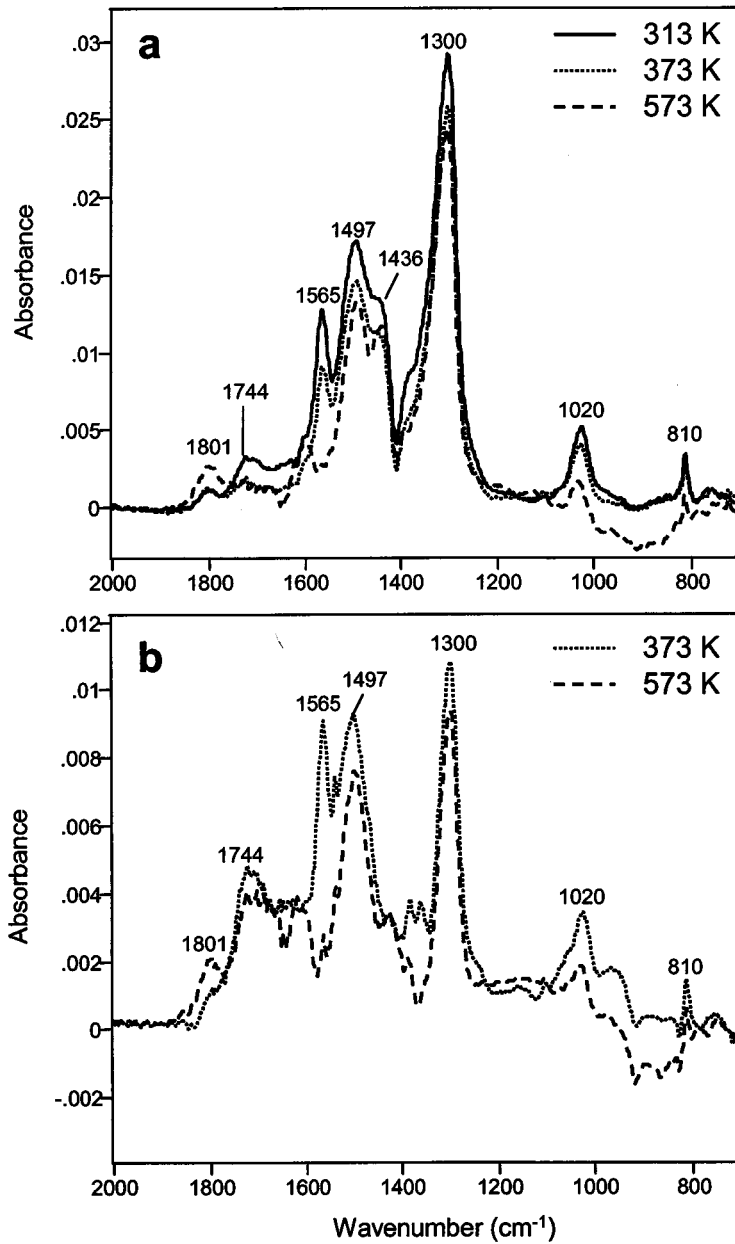 a
1300
313 K
373 K
573 K
.03
.025
.02
.015
.01
.005
0
Absorbance
1497
1436
1565
1744
1801
1020
810
2000 1800 1600 1400 1200 1000 800
b
1300
373 K
573 K
.012
.01
.008
.006
.004
.002
0
-.002
Absorbance
1565
1497
1744
1801
1020
810
2000 1800 1600 1400 1200 1000 800
Wavenumber (cm⁻¹)